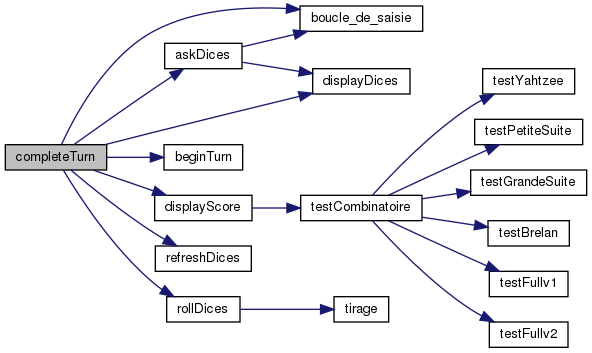 boucle_de_saisie
askDices
displayDices
testYahtzee
testPetiteSuite
completeTurn
beginTurn
testGrandeSuite
displayScore
testCombinatoire
testBrelan
refreshDices
testFullv1
rollDices
tirage
testFullv2